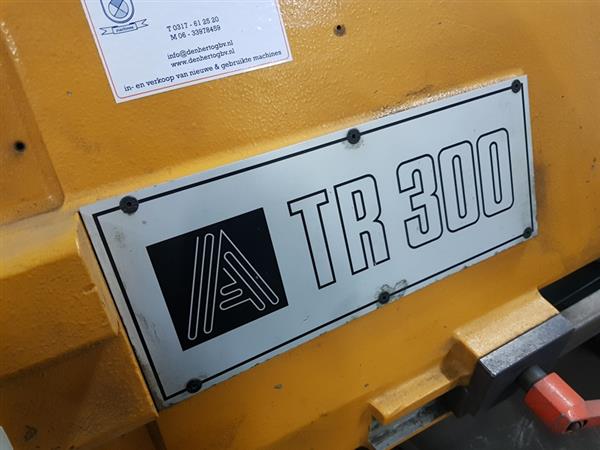 machines
T 0317 - 61 25 20
M 06 - 33978459
info@denhertogbv.nl
www.denhertogbv.nl
in- en verkoop van nieuwe & gebruikte machines
A TR 300